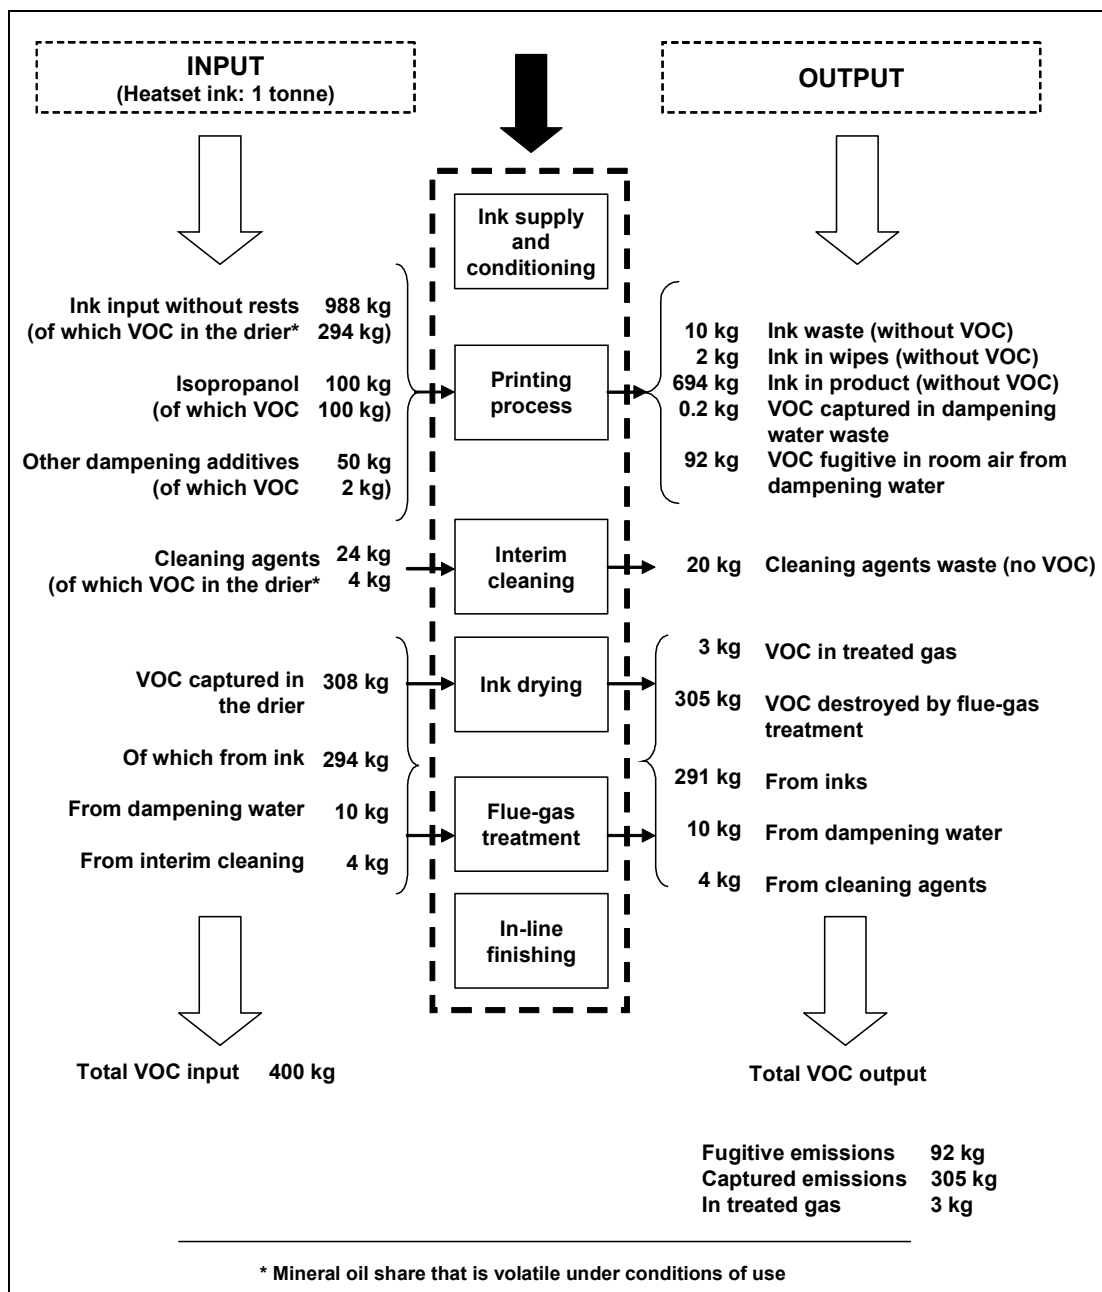 INPUT
(Heatset ink: 1 tonne)
OUTPUT
Ink supply
and
conditioning
Ink input without rests 988 kg
(of which VOC in the drier* 294 kg)
Isopropanol 100 kg
(of which VOC 100 kg)
Other dampening additives 50 kg
(of which VOC 2 kg)
Printing
process
10 kg Ink waste (without VOC)
2 kg Ink in wipes (without VOC)
694 kg Ink in product (without VOC)
0.2 kg VOC captured in dampening
water waste
92 kg VOC fugitive in room air from
dampening water
Cleaning agents 24 kg
(of which VOC in the drier* 4 kg
Interim
cleaning
20 kg Cleaning agents waste (no VOC)
VOC captured in 308 kg
the drier
Ink drying
3 kg VOC in treated gas
305 kg VOC destroyed by flue-gas
treatment
Of which from ink 294 kg
From dampening water 10 kg
From interim cleaning 4 kg
Flue-gas
treatment
291 kg From inks
10 kg From dampening water
4 kg From cleaning agents
In-line
finishing
Total VOC input 400 kg
Total VOC output
Fugitive emissions 92 kg
Captured emissions 305 kg
In treated gas 3 kg
* Mineral oil share that is volatile under conditions of use